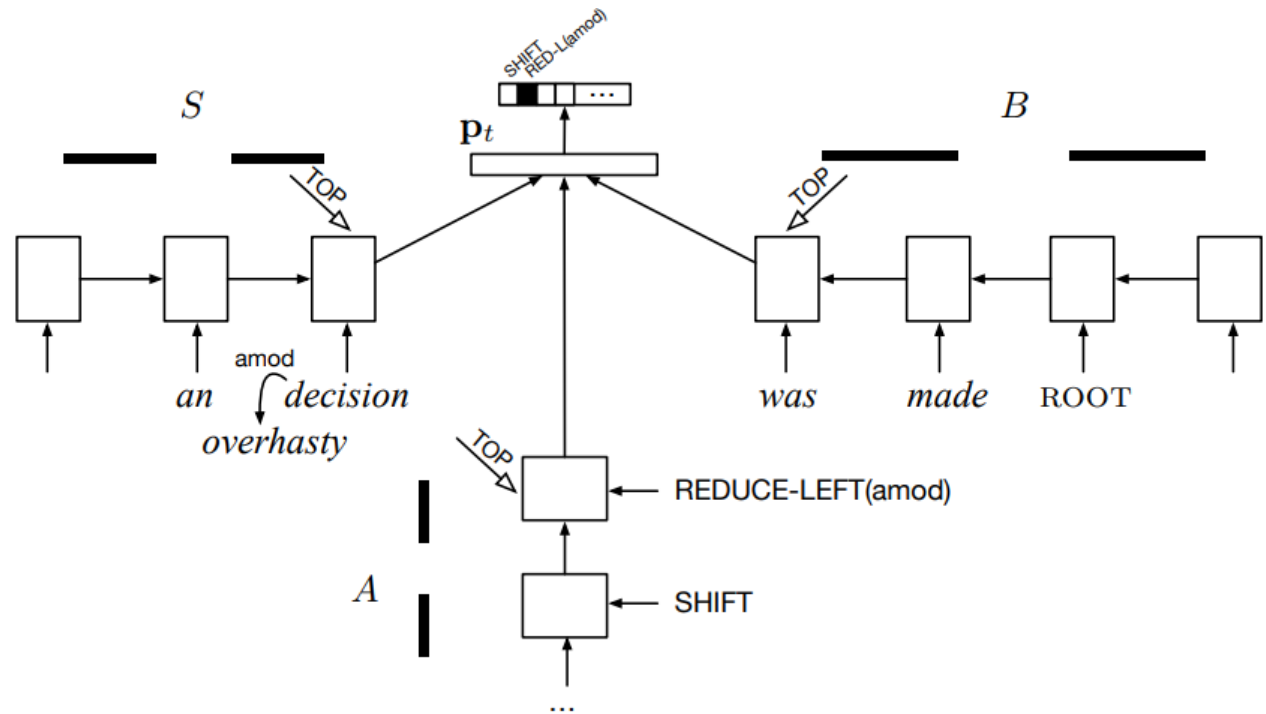 SHIFT
RED-L(amod)
...
S
p_t
B
TOP
TOP
amod
an
decision
overhasty
was
made
ROOT
TOP
REDUCE-LEFT(amod)
A
SHIFT
...